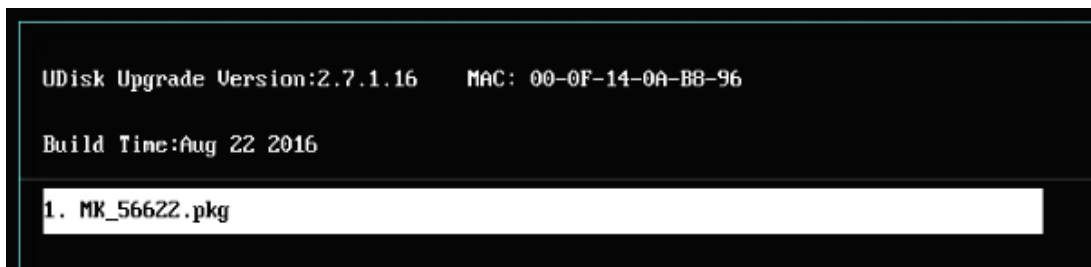 UDisk Upgrade Version:2.7.1.16 MAC: 00-0F-14-0A-B8-96
Build Time:Aug 22 2016
1. MK_56622.pkg